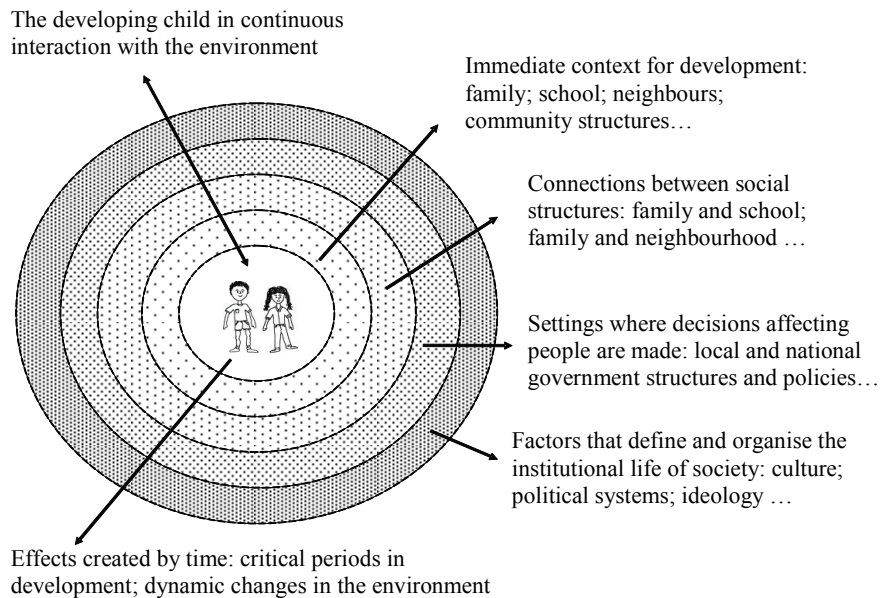 The developing child in continuous
interaction with the environment
Immediate context for development:
family; school; neighbours;
community structures…
Connections between social
structures: family and school;
family and neighbourhood …
Settings where decisions affecting
people are made: local and national
government structures and policies…
Factors that define and organise the
institutional life of society: culture;
political systems; ideology …
Effects created by time: critical periods in
development; dynamic changes in the environment